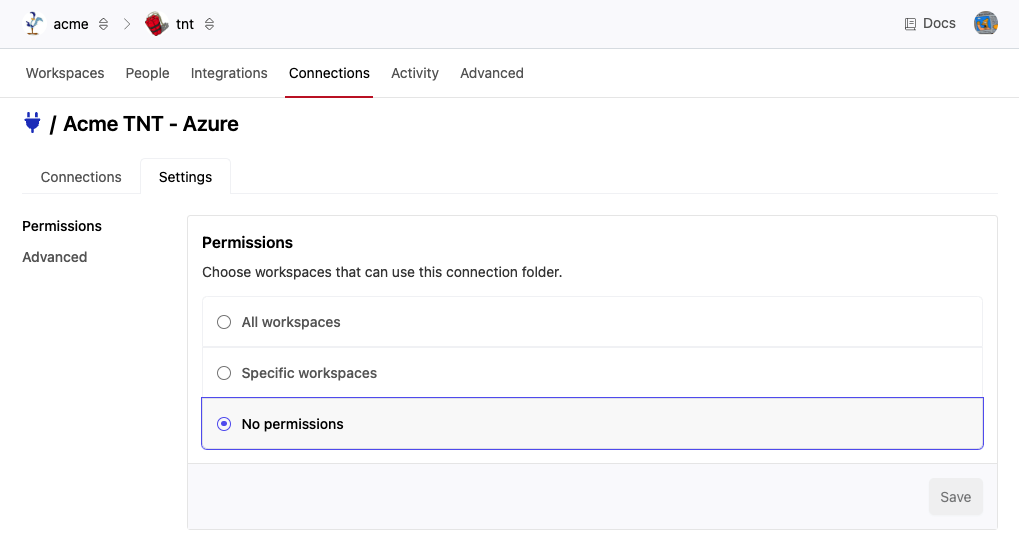 acme tnt Docs
Workspaces People Integrations Connections Activity Advanced
/ Acme TNT - Azure
Connections Settings
Permissions
Advanced
Permissions
Choose workspaces that can use this connection folder.
All workspaces
Specific workspaces
No permissions
Save